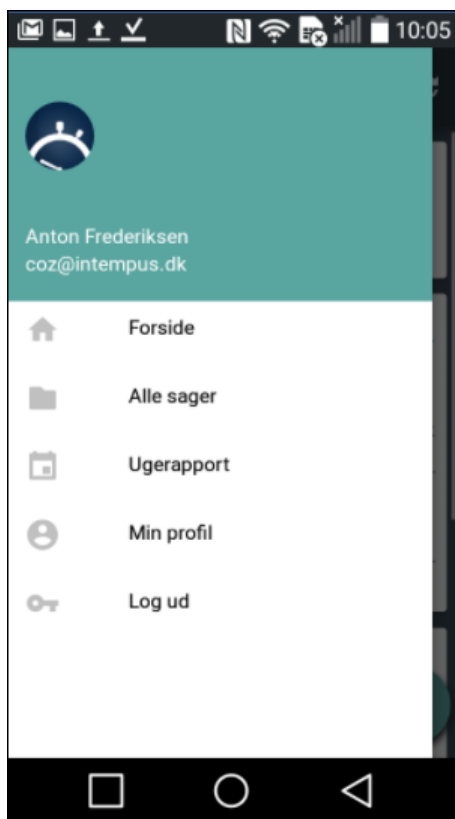 10:05
Anton Frederiksen
coz@intempus.dk
Forside
Alle sager
Ugerapport
Min profil
Log ud